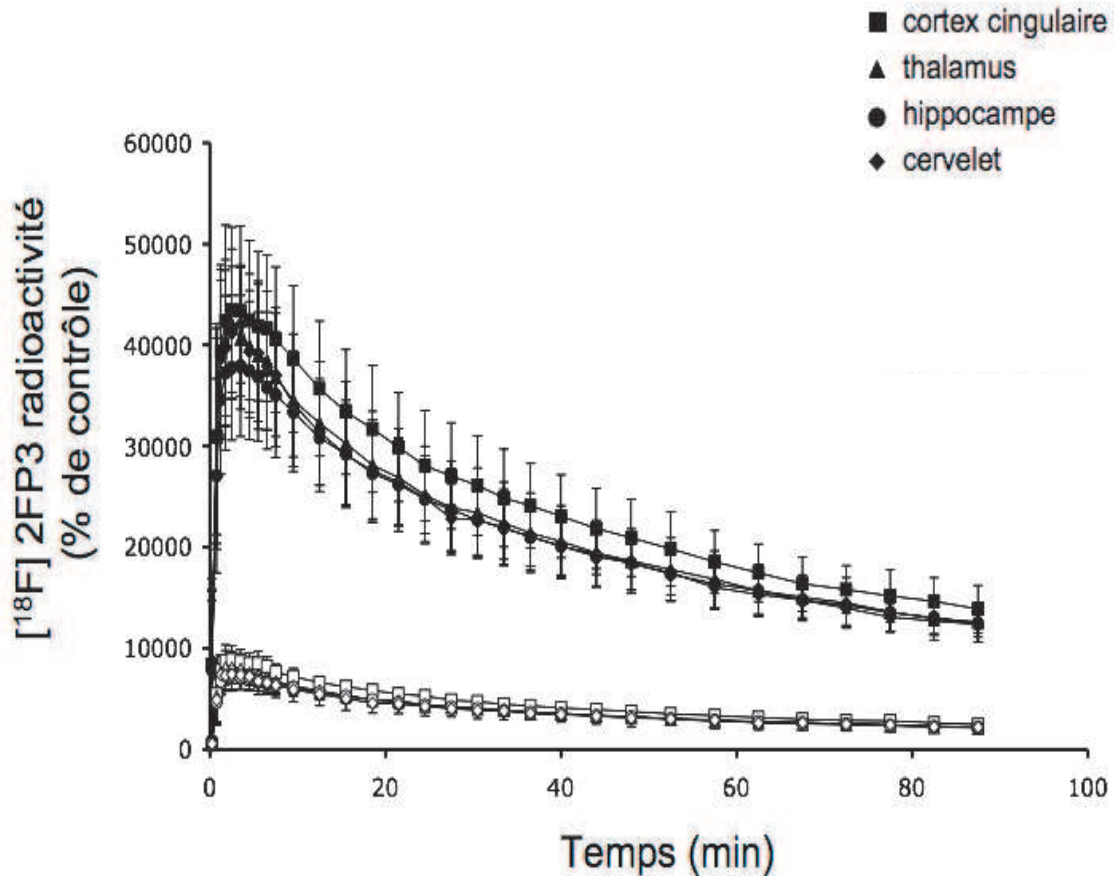 cortex cingulaire
thalamus
hippocampe
cervelet
[¹⁸F] 2FP3 radioactivité
(% de contrôle)
60000
50000
40000
30000
20000
10000
0
0 20 40 60 80 100
Temps (min)